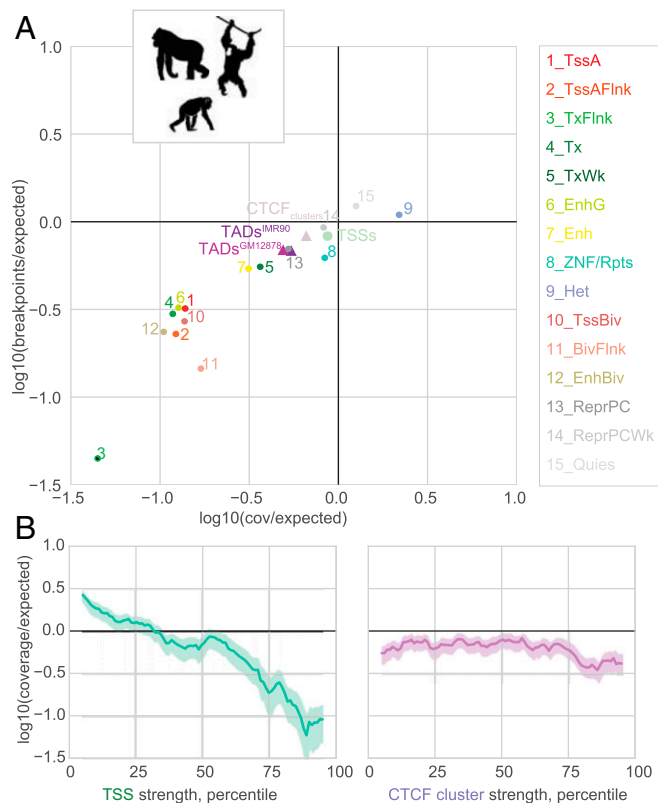 A
1.0
0.5
0.0
−0.5
−1.0
−1.5
log10(breakpoints/expected)
−1.5 −1.0 −0.5 0.0 0.5 1.0
log10(cov/expected)
15
9
CTCF clusters 14
TADs IMR90
TSSs
TADs GM12878
13
8
7 5
4 6 1
10
12 2
11
3
1_TssA
2_TssAFlnk
3_TxFlnk
4_Tx
5_TxWk
6_EnhG
7_Enh
8_ZNF/Rpts
9_Het
10_TssBiv
11_BivFlnk
12_EnhBiv
13_ReprPC
14_ReprPCWk
15_Quies
B
1.0
0.5
0.0
−0.5
−1.0
−1.5
log10(coverage/expected)
0 25 50 75 100
TSS strength, percentile
0 25 50 75 100
CTCF cluster strength, percentile